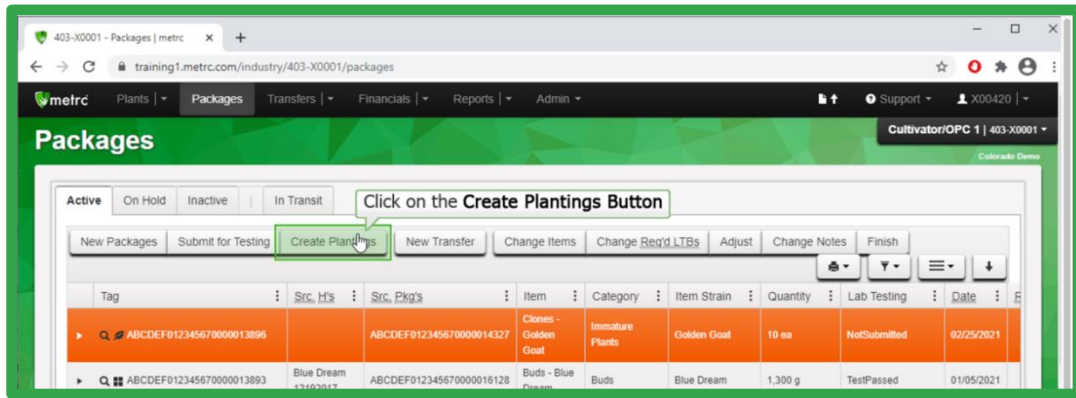 403-X0001 - Packages | metrc
training1.metrc.com/industry/403-X0001/packages
metrc Plants Packages Transfers Financials Reports Admin Support X00420
Packages
Cultivator/OPC 1 | 403-X0001
Colorado Demo
Active On Hold Inactive In Transit
Click on the Create Plantings Button
New Packages Submit for Testing Create Plantings New Transfer Change Items Change Req'd LTBs Adjust Change Notes Finish
Tag Src. H's Src. Pkg's Item Category Item Strain Quantity Lab Testing Date
ABCDEF012345670000013896 ABCDEF012345670000014327 Clones - Golden Goat Immature Plants Golden Goat 10 ea NotSubmitted 02/25/2021
ABCDEF012345670000013893 Blue Dream 12192017 ABCDEF012345670000016128 Buds - Blue Dream Buds Blue Dream 1,300 g TestPassed 01/05/2021